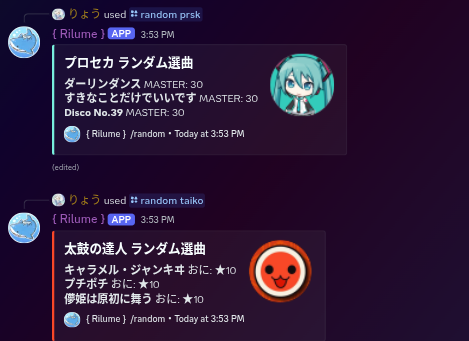 りょう used random prsk
{ Rilume } APP 3:53 PM
プロセカ ランダム選曲
ダーリンダンス MASTER: 30
すきなことだけでいいです MASTER: 30
Disco No.39 MASTER: 30
{ Rilume } /random • Today at 3:53 PM
(edited)
りょう used random taiko
{ Rilume } APP 3:53 PM
太鼓の達人 ランダム選曲
キャラメル・ジャンキヰ おに: ★10
プチポチ おに: ★10
儚姫は原初に舞う おに: ★10
{ Rilume } /random • Today at 3:53 PM